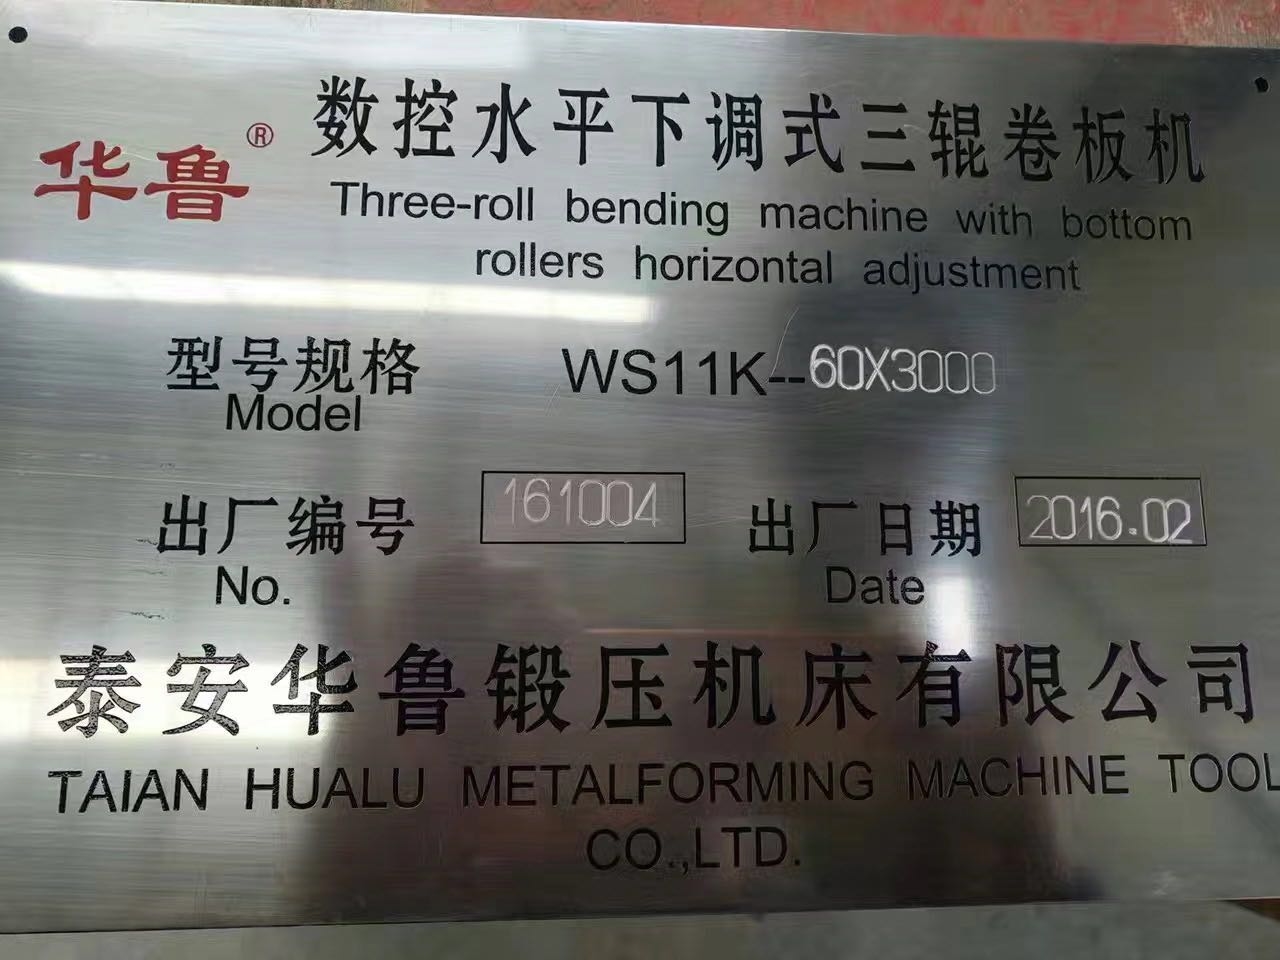 华鲁®
数控水平下调式三辊卷板机
Three-roll bending machine with bottom
rollers horizontal adjustment
型号规格 WS11K--60X3000
Model
出厂编号 161004 出厂日期 2016.02
No. Date
泰安华鲁锻压机床有限公司
TAIAN HUALU METALFORMING MACHINE TOOL
CO.,LTD.